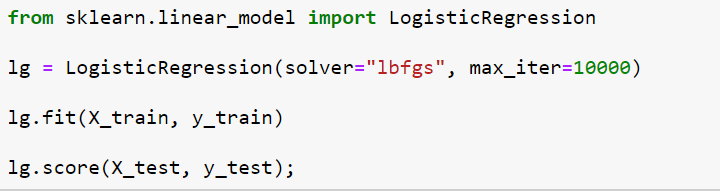 from sklearn.linear_model import LogisticRegression
lg = LogisticRegression(solver="lbfgs", max_iter=10000)
lg.fit(X_train, y_train)
lg.score(X_test, y_test);